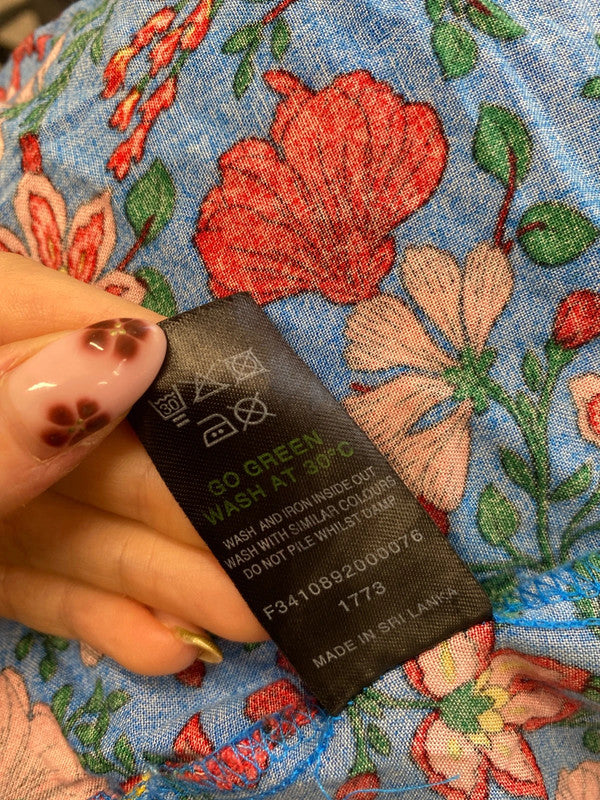 30
GO GREEN
WASH AT 30°C
WASH AND IRON INSIDE OUT
WASH WITH SIMILAR COLOURS
DO NOT PILE WHILST DAMP
F3410892000076
1773
MADE IN SRI LANKA